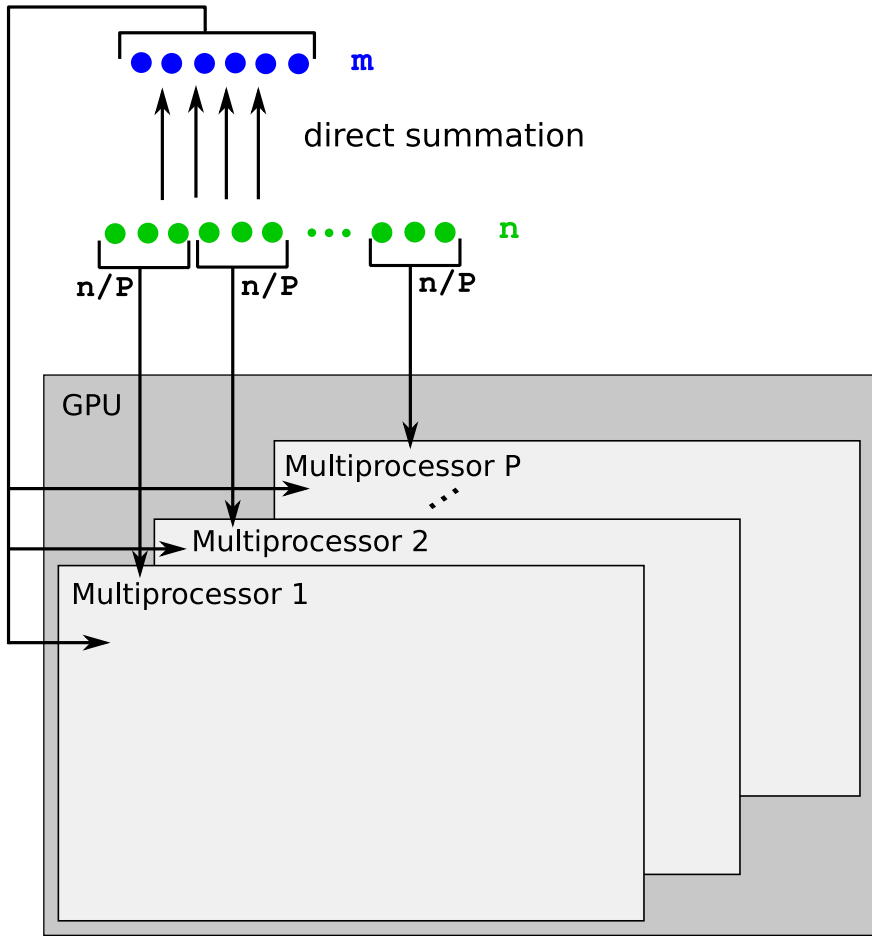 m
direct summation
n
n/P n/P n/P
GPU
Multiprocessor P
Multiprocessor 2
Multiprocessor 1